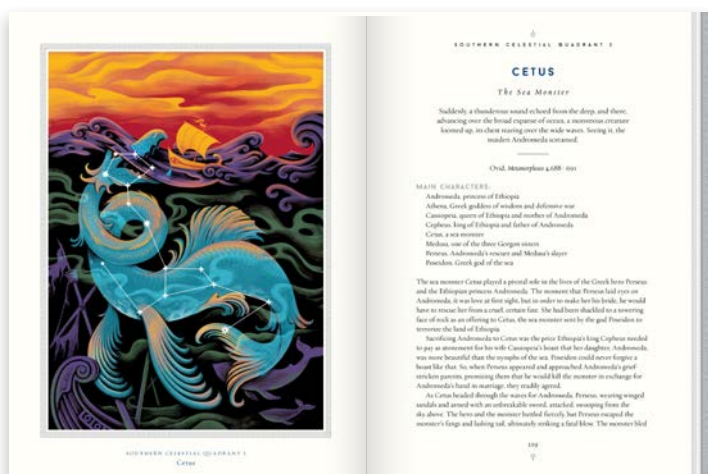 SOUTHERN CELESTIAL QUADRANT I
Cetus
SOUTHERN CELESTIAL QUADRANT I
CETUS
The Sea Monster
Suddenly, a thunderous sound echoed from the deep, and there,
advancing over the broad expanse of ocean, a monstrous creature
loomed up, its chest rearing over the wide waves. Seeing it, the
maiden Andromeda screamed.
Ovid, Metamorphoses 4.688–691
MAIN CHARACTERS:
Andromeda, princess of Ethiopia
Athena, Greek goddess of wisdom and defensive war
Cassiopeia, queen of Ethiopia and mother of Andromeda
Cepheus, king of Ethiopia and father of Andromeda
Cetus, a sea monster
Medusa, one of the three Gorgon sisters
Perseus, Andromeda's rescuer and Medusa's slayer
Poseidon, Greek god of the sea
The sea monster Cetus played a pivotal role in the lives of the Greek hero Perseus
and the Ethiopian princess Andromeda. The moment that Perseus laid eyes on
Andromeda, it was love at first sight, but in order to make her his bride, he would
have to rescue her from a cruel, certain fate. She had been shackled to a towering
face of rock as an offering to Cetus, the sea monster sent by the god Poseidon to
terrorize the land of Ethiopia.
Sacrificing Andromeda to Cetus was the price Ethiopia's king Cepheus needed
to pay as atonement for his wife Cassiopeia's boast that her daughter, Andromeda,
was more beautiful than the nymphs of the sea. Poseidon could never forgive a
boast like that. So, when Perseus appeared and approached Andromeda's grief-
stricken parents, promising them that he would kill the monster in exchange for
Andromeda's hand in marriage, they readily agreed.
As Cetus headed through the waves for Andromeda, Perseus, wearing winged
sandals and armed with an unbreakable sword, attacked, swooping from the
sky above. The hero and the monster battled fiercely, but Perseus escaped the
monster's fangs and lashing tail, ultimately striking a fatal blow. The monster bled
119